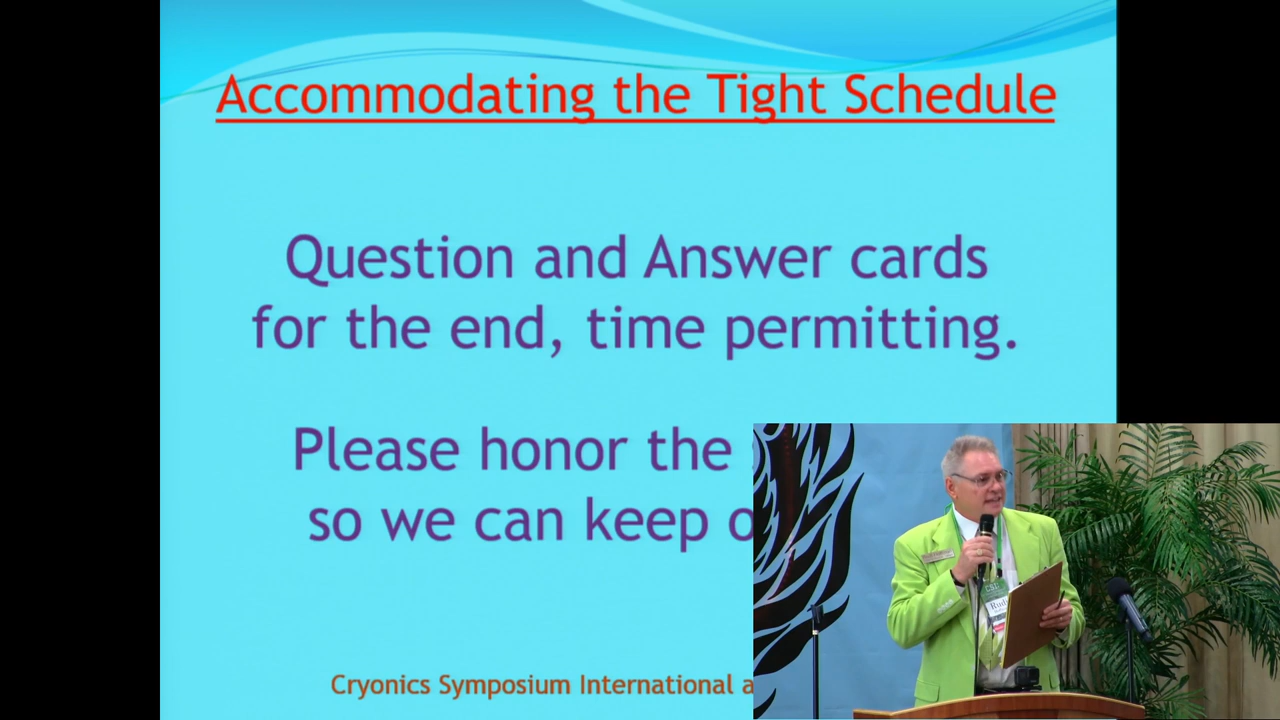 Accommodating the Tight Schedule
Question and Answer cards
for the end, time permitting.
Please honor the
so we can keep
Cryonics Symposium International
Rudi